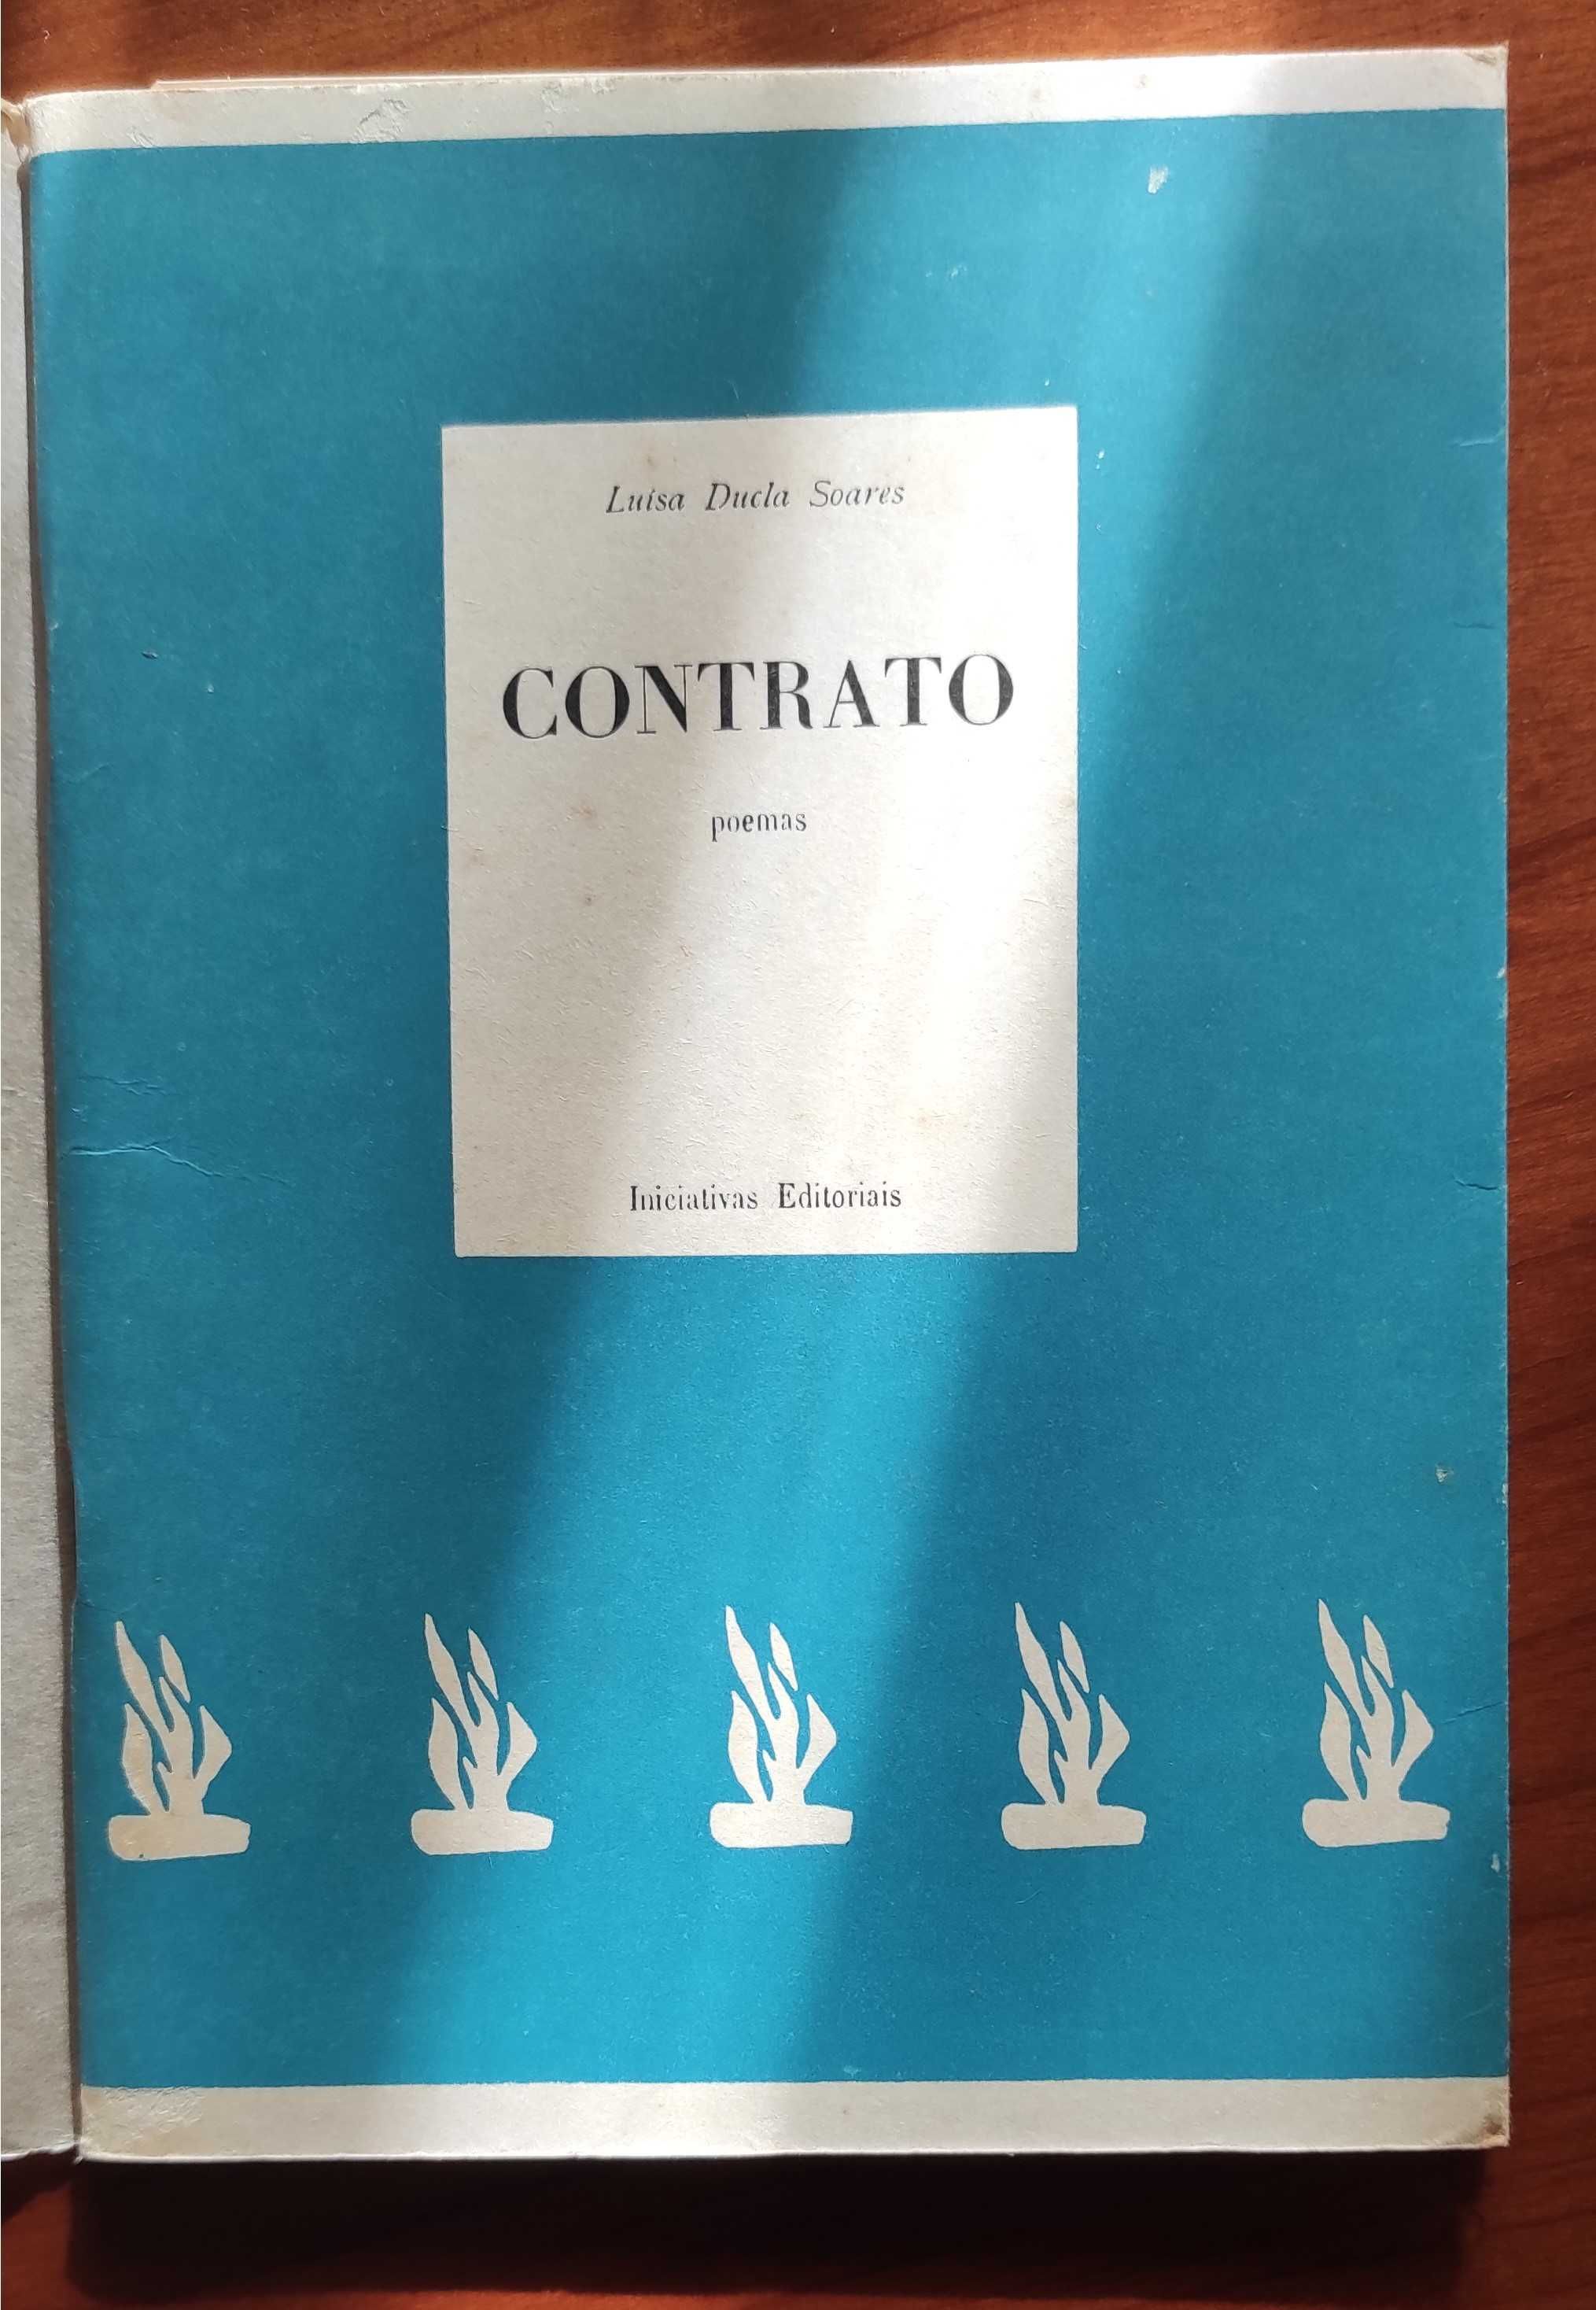 Luísa Ducla Soares
CONTRATO
poemas
Iniciativas Editoriais